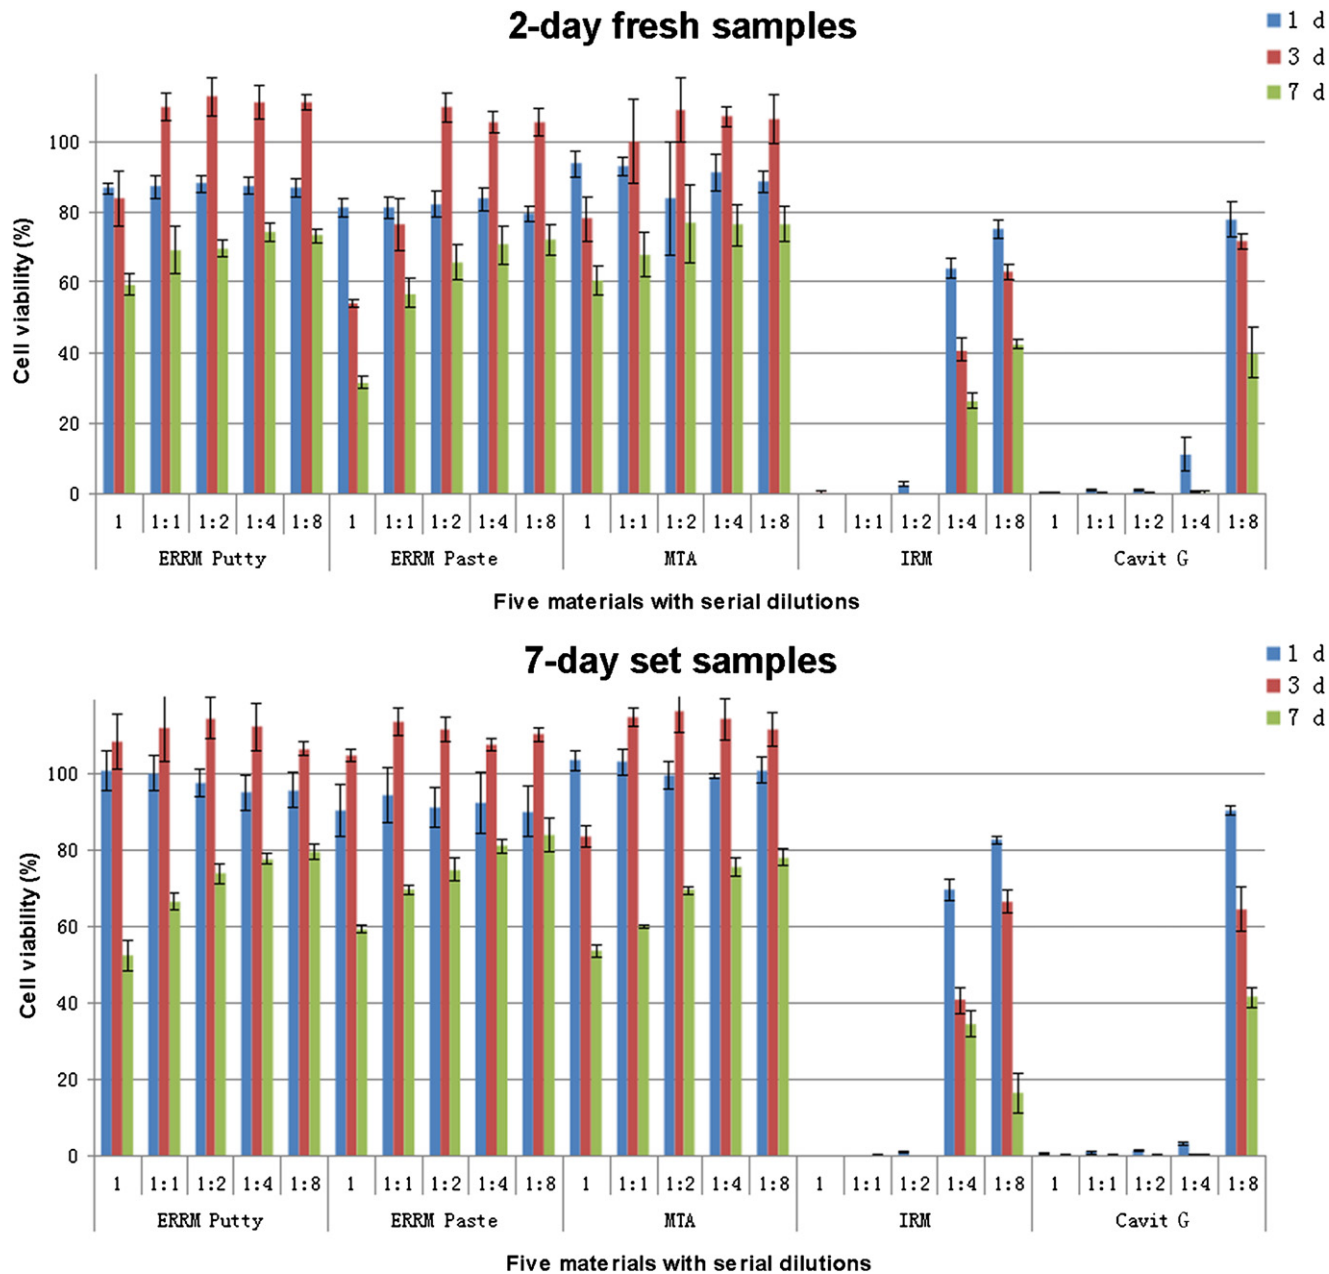 2-day fresh samples
1 d
3 d
7 d
Cell viability (%)
100
80
60
40
20
0
1 1:1 1:2 1:4 1:8 1 1:1 1:2 1:4 1:8 1 1:1 1:2 1:4 1:8 1 1:1 1:2 1:4 1:8 1 1:1 1:2 1:4 1:8
ERRM Putty ERRM Paste MTA IRM Cavit G
Five materials with serial dilutions
7-day set samples
1 d
3 d
7 d
Cell viability (%)
100
80
60
40
20
0
1 1:1 1:2 1:4 1:8 1 1:1 1:2 1:4 1:8 1 1:1 1:2 1:4 1:8 1 1:1 1:2 1:4 1:8 1 1:1 1:2 1:4 1:8
ERRM Putty ERRM Paste MTA IRM Cavit G
Five materials with serial dilutions